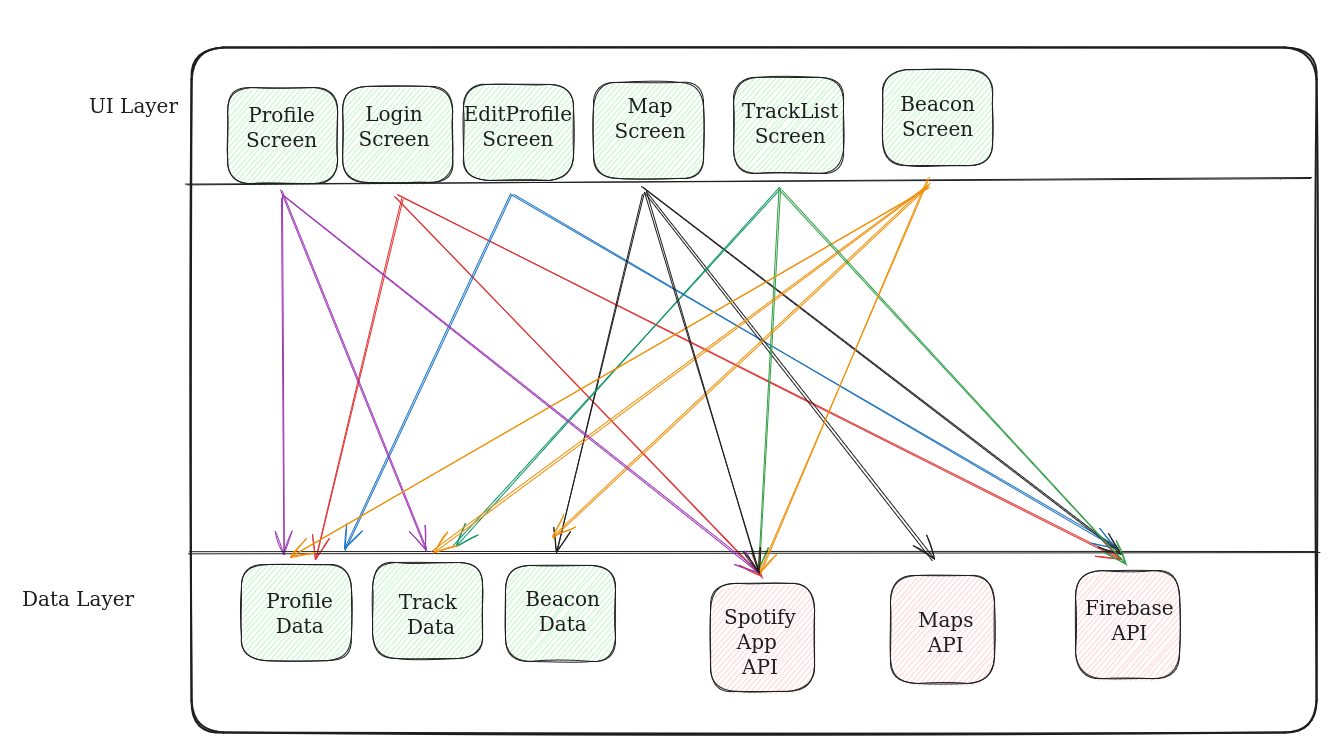 UI Layer
Profile
Screen
Login
Screen
EditProfile
Screen
Map
Screen
TrackList
Screen
Beacon
Screen
Data Layer
Profile
Data
Track
Data
Beacon
Data
Spotify
App
API
Maps
API
Firebase
API